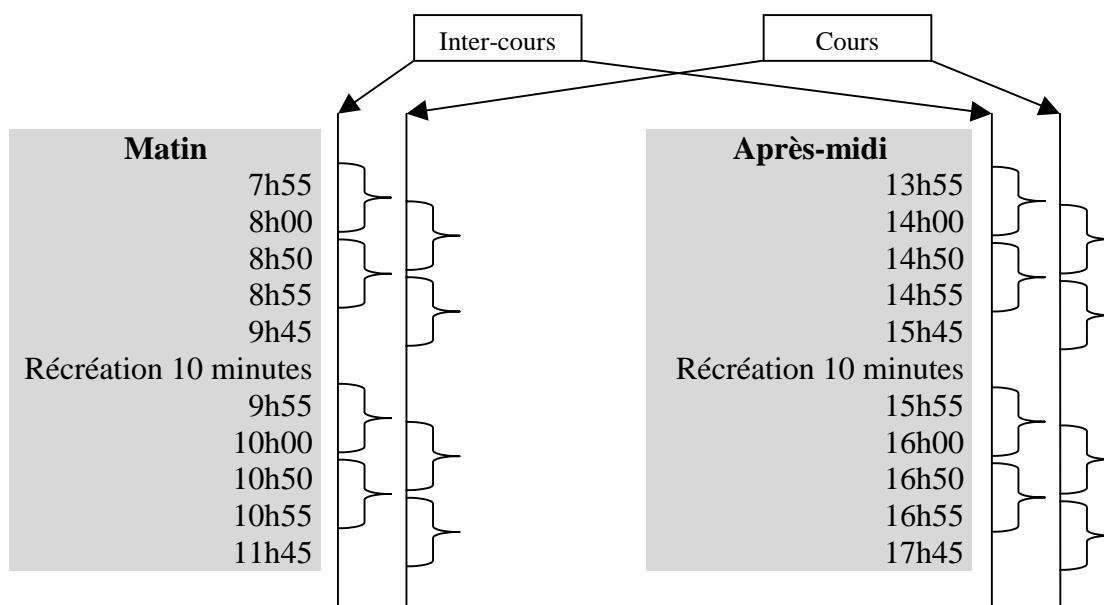 Inter-cours
Cours
Matin
7h55
8h00
8h50
8h55
9h45
Récréation 10 minutes
9h55
10h00
10h50
10h55
11h45
Après-midi
13h55
14h00
14h50
14h55
15h45
Récréation 10 minutes
15h55
16h00
16h50
16h55
17h45